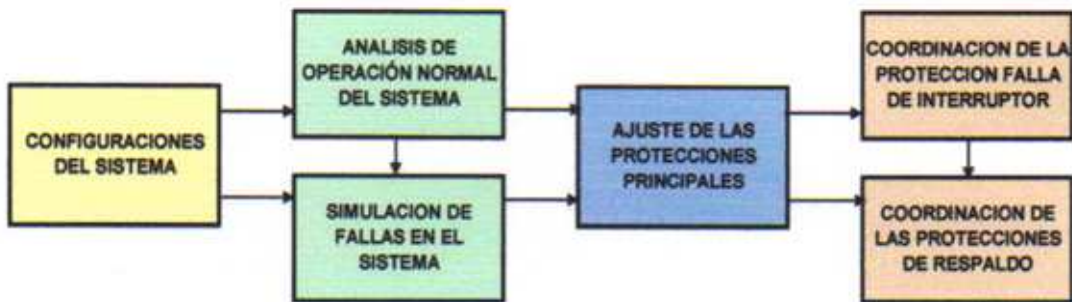 CONFIGURACIONES
DEL SISTEMA
ANALISIS DE
OPERACIÓN NORMAL
DEL SISTEMA
SIMULACION DE
FALLAS EN EL
SISTEMA
AJUSTE DE LAS
PROTECCIONES
PRINCIPALES
COORDINACION DE LA
PROTECCION FALLA
DE INTERRUPTOR
COORDINACION DE
LAS PROTECCIONES
DE RESPALDO